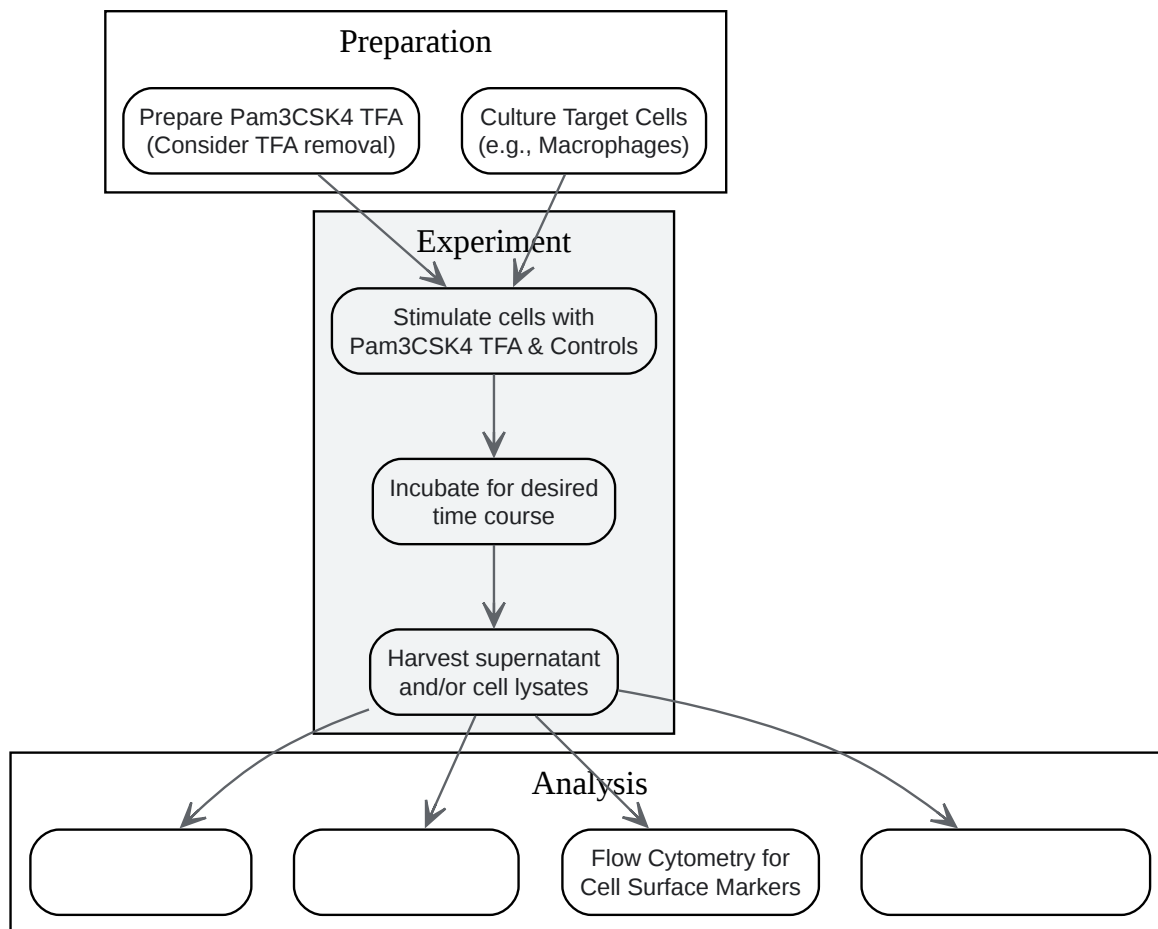 Preparation
Prepare Pam3CSK4 TFA
(Consider TFA removal)
Culture Target Cells
(e.g., Macrophages)
Experiment
Stimulate cells with
Pam3CSK4 TFA & Controls
Incubate for desired
time course
Harvest supernatant
and/or cell lysates
Analysis
Flow Cytometry for
Cell Surface Markers